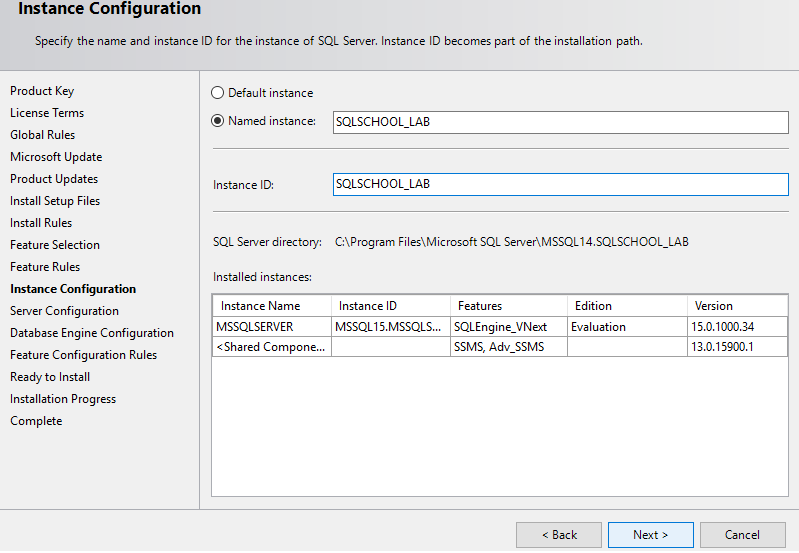 Instance Configuration
Specify the name and instance ID for the instance of SQL Server. Instance ID becomes part of the installation path.
Product Key
License Terms
Global Rules
Microsoft Update
Product Updates
Install Setup Files
Install Rules
Feature Selection
Feature Rules
Instance Configuration
Server Configuration
Database Engine Configuration
Feature Configuration Rules
Ready to Install
Installation Progress
Complete
Default instance
Named instance: SQLSCHOOL_LAB
Instance ID: SQLSCHOOL_LAB
SQL Server directory: C:\Program Files\Microsoft SQL Server\MSSQL14.SQLSCHOOL_LAB
Installed instances:
Instance Name Instance ID Features Edition Version
MSSQLSERVER MSSQL15.MSSQLS... SQLEngine_VNext Evaluation 15.0.1000.34
<Shared Compone... SSMS, Adv_SSMS 13.0.15900.1
< Back Next > Cancel